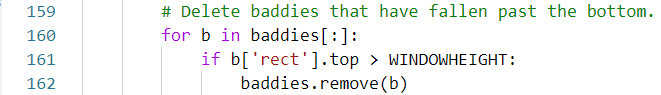 159 # Delete baddies that have fallen past the bottom.
160 for b in baddies[:]:
161 if b['rect'].top > WINDOWHEIGHT:
162 baddies.remove(b)